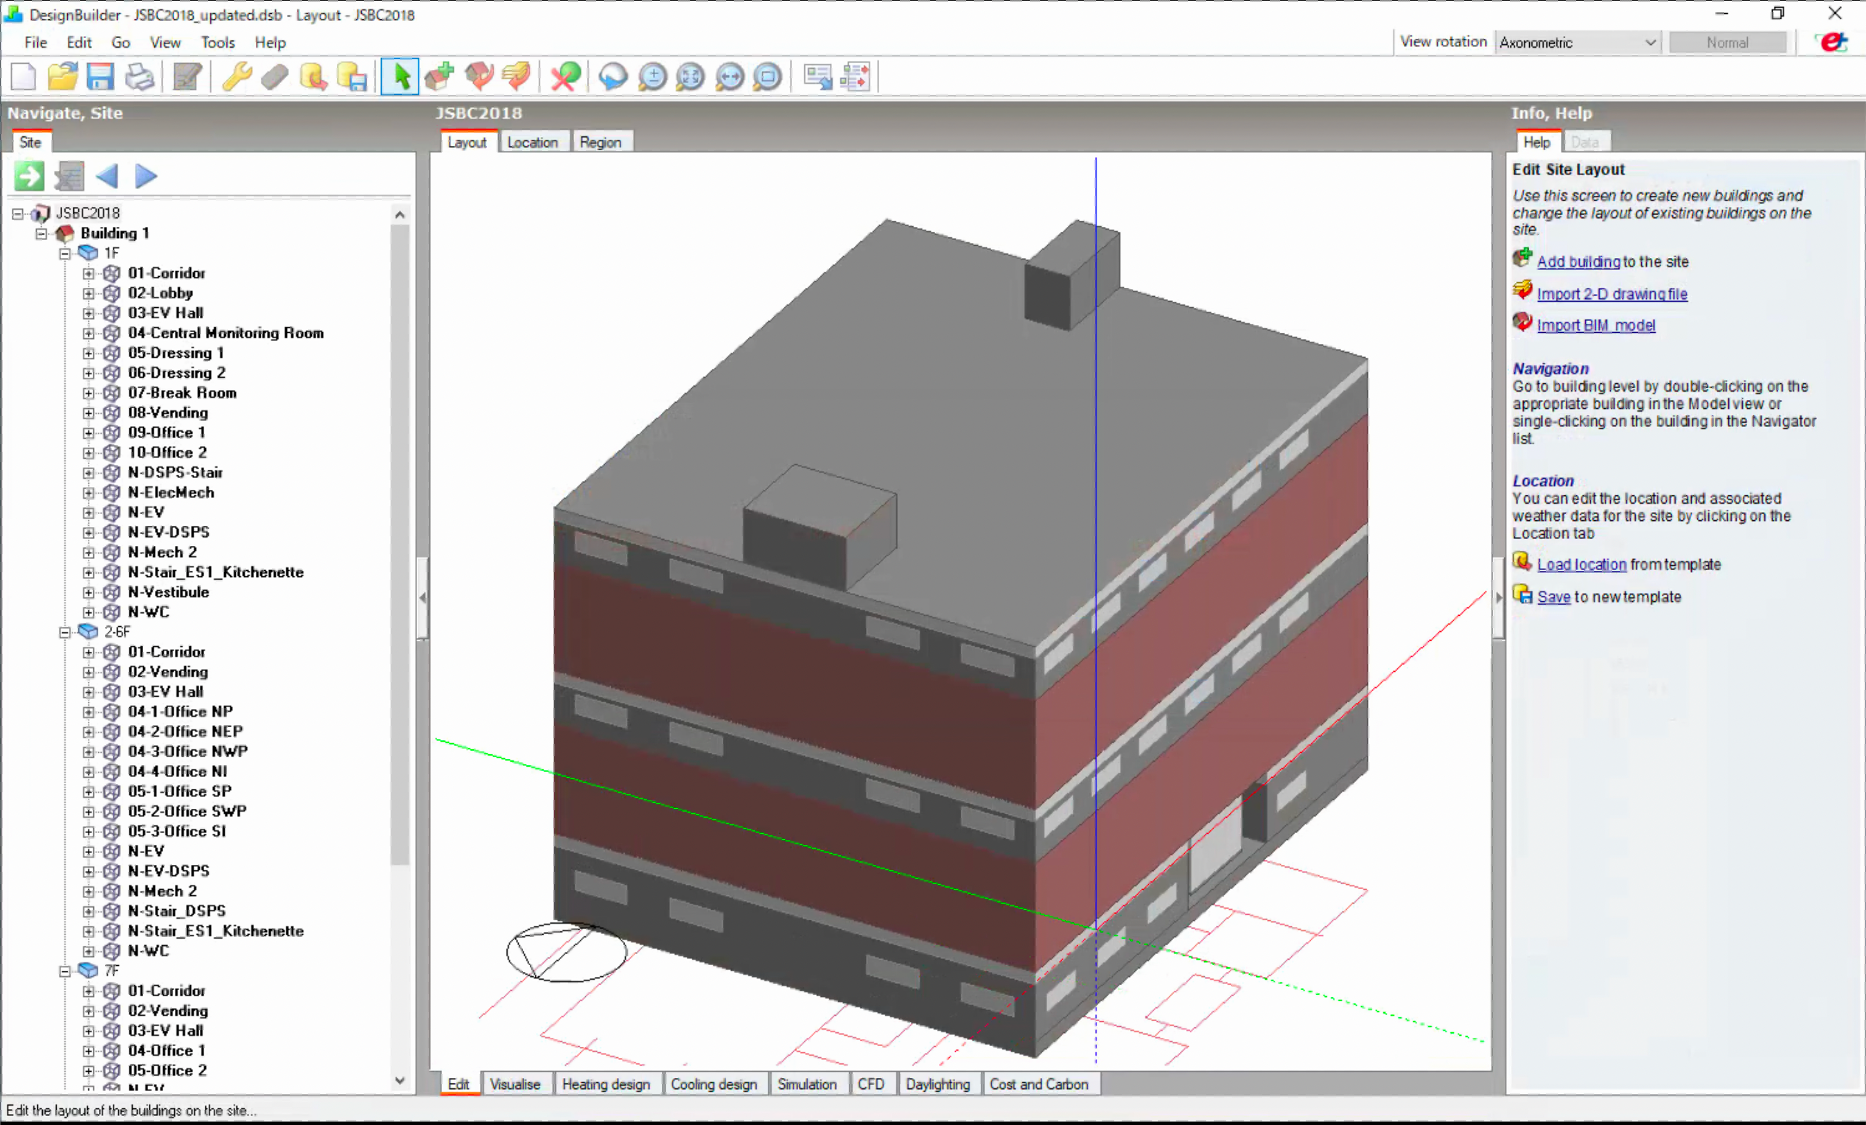 DesignBuilder - JSBC2018_updated.dsb - Layout - JSBC2018
File Edit Go View Tools Help
View rotation Axonometric Normal
Navigate, Site
JSBC2018
Info, Help
Site
Layout Location Region
Help Data
JSBC2018
Building 1
1F
01-Corridor
02-Lobby
03-EV Hall
04-Central Monitoring Room
05-Dressing 1
06-Dressing 2
07-Break Room
08-Vending
09-Office 1
10-Office 2
N-DSPS-Stair
N-ElecMech
N-EV
N-EV-DSPS
N-Mech 2
N-Stair_ES1_Kitchenette
N-Vestibule
N-WC
2-6F
01-Corridor
02-Vending
03-EV Hall
04-1-Office NP
04-2-Office NEP
04-3-Office NWP
04-4-Office NI
05-1-Office SP
05-2-Office SWP
05-3-Office SI
N-EV
N-EV-DSPS
N-Mech 2
N-Stair_DSPS
N-Stair_ES1_Kitchenette
N-WC
7F
01-Corridor
02-Vending
03-EV Hall
04-Office 1
05-Office 2
N-EV
Edit Site Layout
Use this screen to create new buildings and
change the layout of existing buildings on the
site.
Add building to the site
Import 2-D drawing file
Import BIM model
Navigation
Go to building level by double-clicking on the
appropriate building in the Model view or
single-clicking on the building in the Navigator
list.
Location
You can edit the location and associated
weather data for the site by clicking on the
Location tab
Load location from template
Save to new template
Edit Visualise Heating design Cooling design Simulation CFD Daylighting Cost and Carbon
Edit the layout of the buildings on the site...